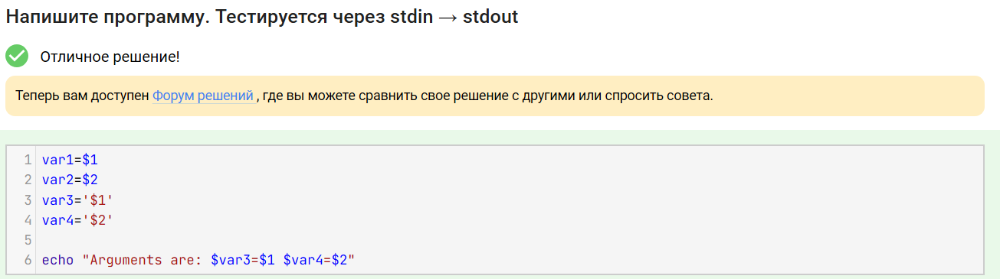 Напишите программу. Тестируется через stdin → stdout
Отличное решение!
Теперь вам доступен Форум решений , где вы можете сравнить свое решение с другими или спросить совета.
1 var1=$1
2 var2=$2
3 var3='$1'
4 var4='$2'
5
6 echo "Arguments are: $var3=$1 $var4=$2"